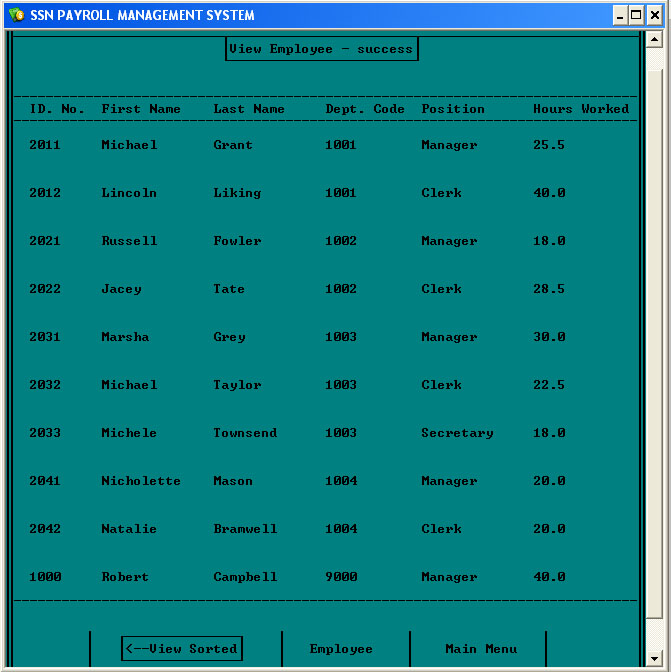 SSN PAYROLL MANAGEMENT SYSTEM
View Employee - success
ID. No. First Name Last Name Dept. Code Position Hours Worked
2011 Michael Grant 1001 Manager 25.5
2012 Lincoln Liking 1001 Clerk 40.0
2021 Russell Fowler 1002 Manager 18.0
2022 Jacey Tate 1002 Clerk 28.5
2031 Marsha Grey 1003 Manager 30.0
2032 Michael Taylor 1003 Clerk 22.5
2033 Michele Townsend 1003 Secretary 18.0
2041 Nicholette Mason 1004 Manager 20.0
2042 Natalie Bramwell 1004 Clerk 20.0
1000 Robert Campbell 9000 Manager 40.0
<--View Sorted Employee Main Menu